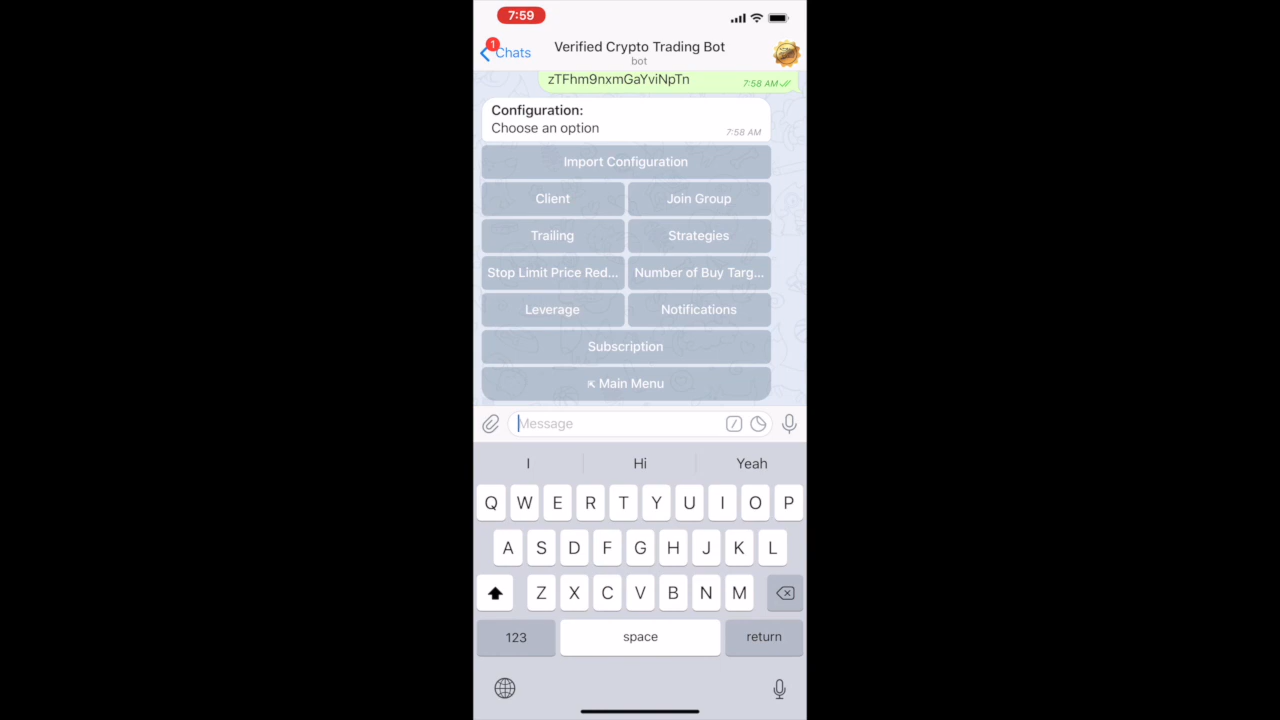 7:59
1
Chats
Verified Crypto Trading Bot
bot
zTFhm9nxmGaYviNpTn
7:58 AM
Configuration:
Choose an option
7:58 AM
Import Configuration
Client
Join Group
Trailing
Strategies
Stop Limit Price Red...
Number of Buy Targ...
Leverage
Notifications
Subscription
Main Menu
Message
I
Hi
Yeah
Q W E R T Y U I O P
A S D F G H J K L
Z X C V B N M
123
space
return